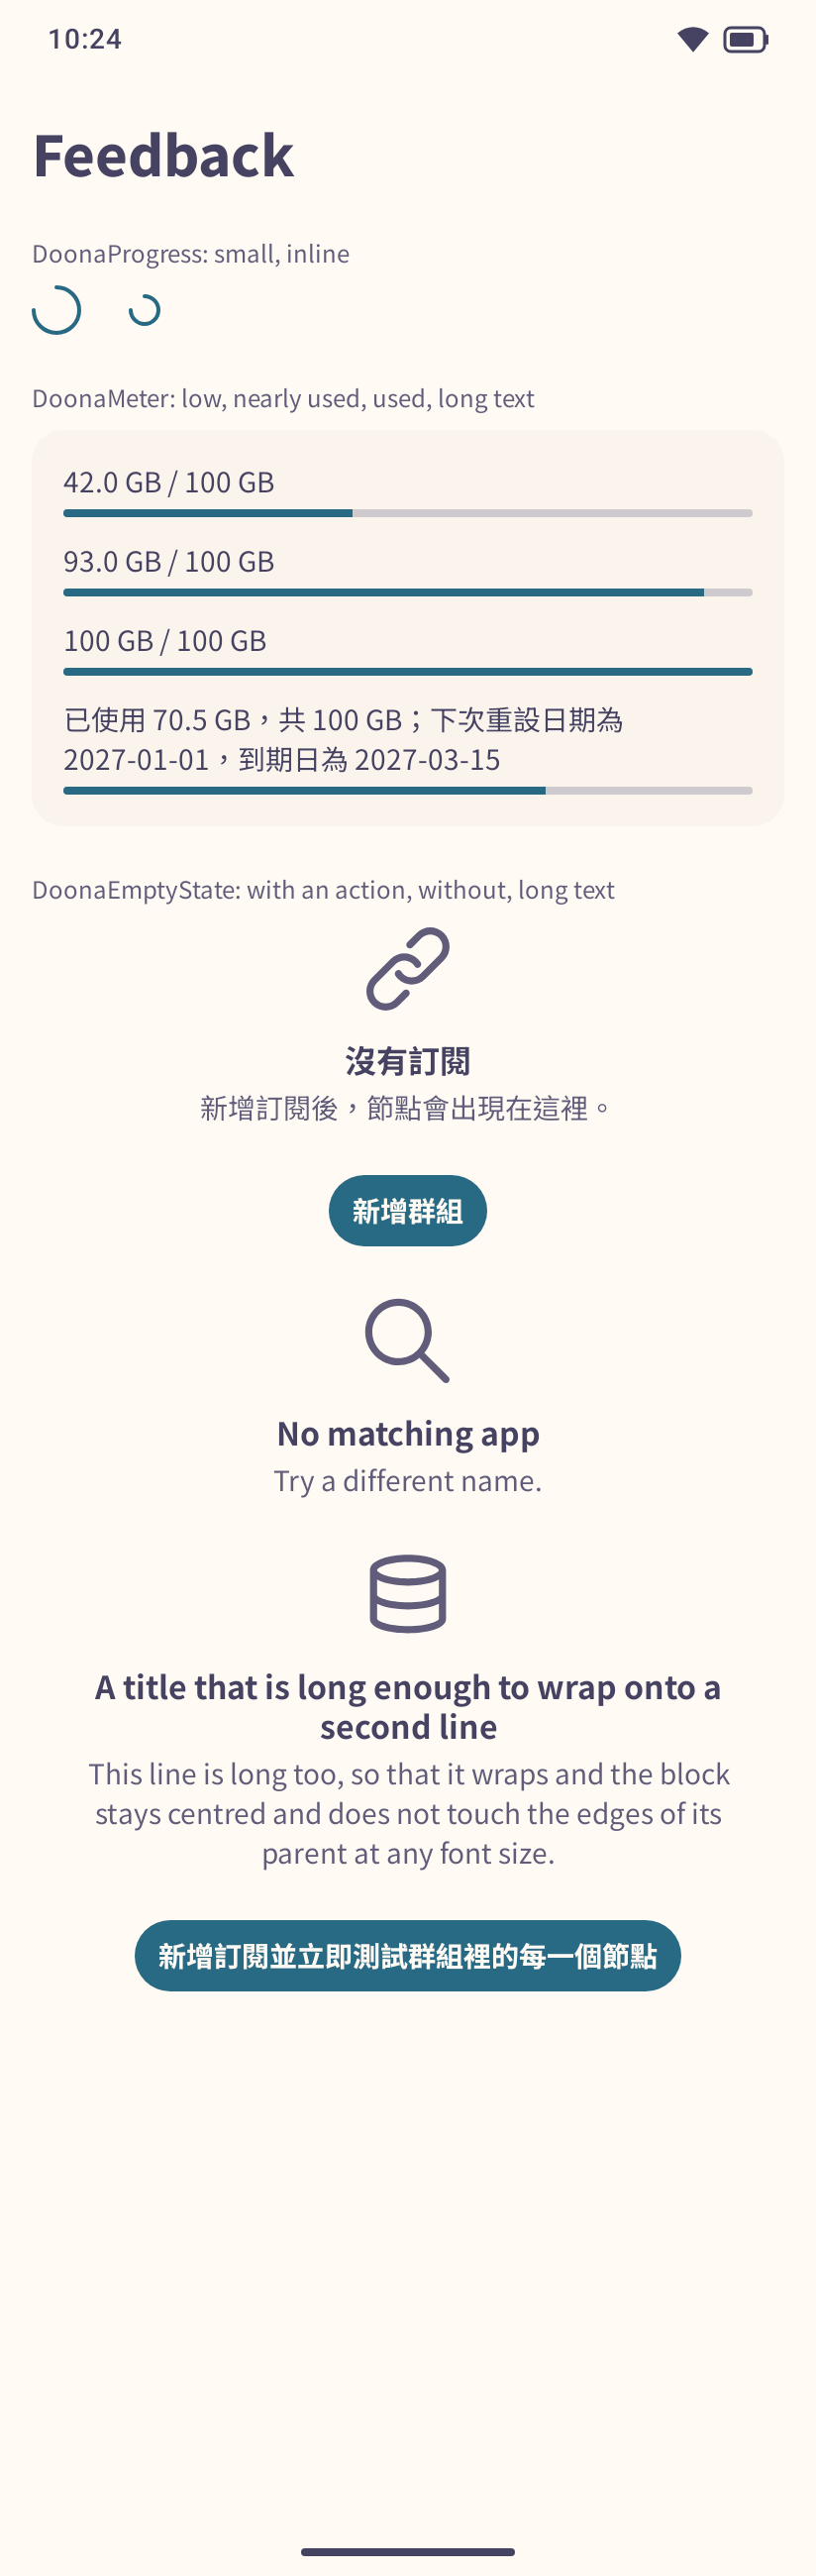 10:24
Feedback
DoonaProgress: small, inline
DoonaMeter: low, nearly used, used, long text
42.0 GB / 100 GB
93.0 GB / 100 GB
100 GB / 100 GB
已使用 70.5 GB，共 100 GB；下次重設日期為
2027-01-01，到期日為 2027-03-15
DoonaEmptyState: with an action, without, long text
沒有訂閱
新增訂閱後，節點會出現在這裡。
新增群組
No matching app
Try a different name.
A title that is long enough to wrap onto a
second line
This line is long too, so that it wraps and the block
stays centred and does not touch the edges of its
parent at any font size.
新增訂閱並立即測試群組裡的每一個節點